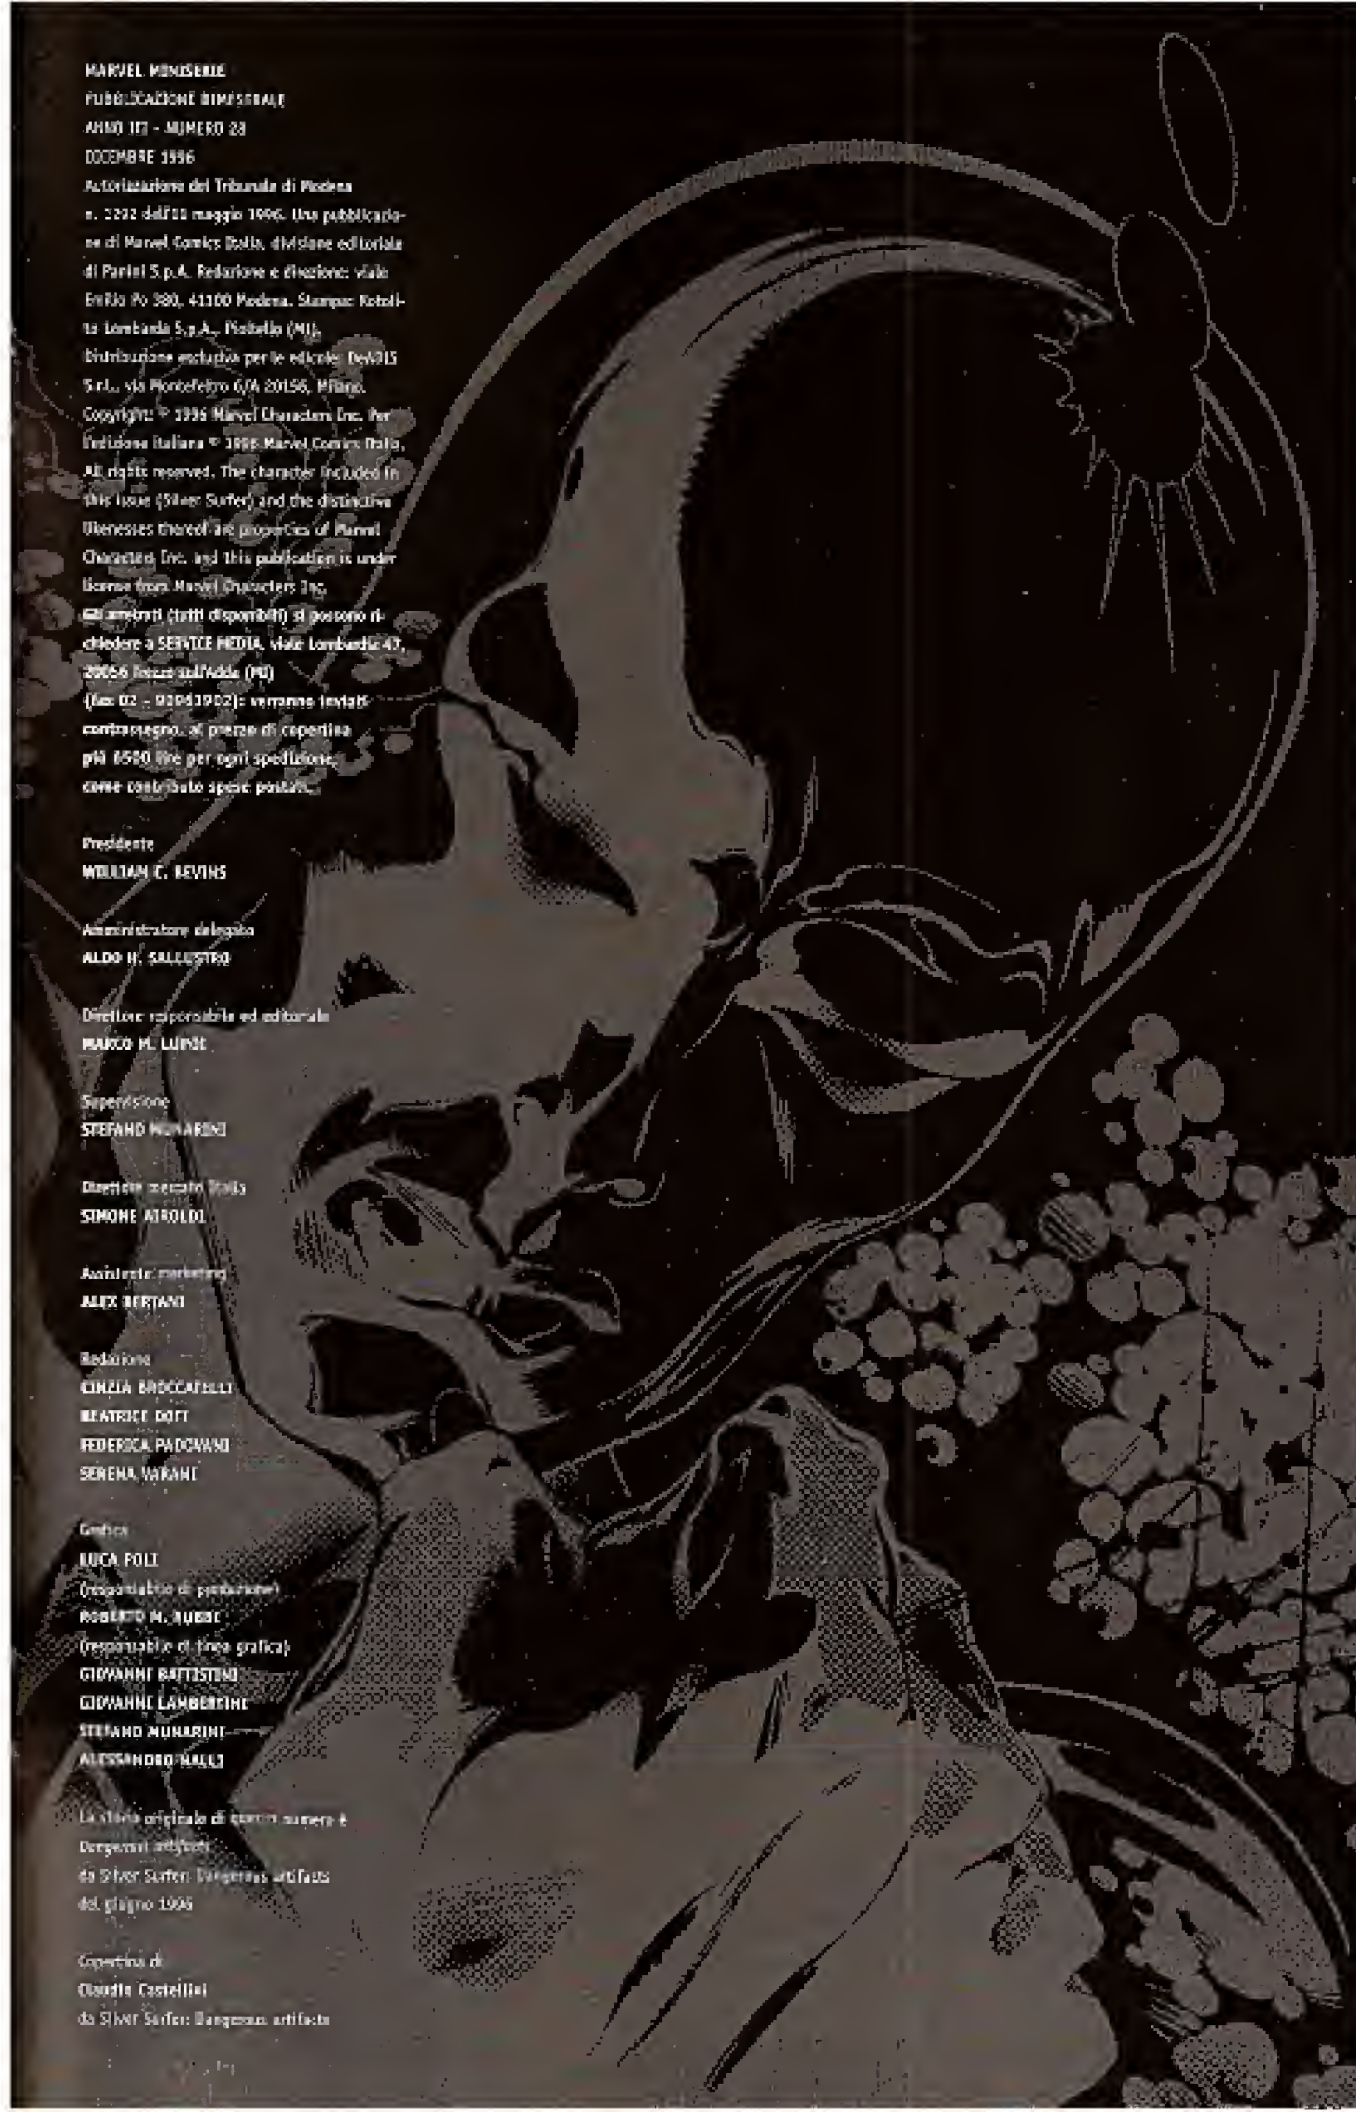 MARVEL MINISERIE
PUBBLICAZIONE BIMESTRALE
ANNO III - NUMERO 28
DICEMBRE 1996
Autorizzazione del Tribunale di Modena
n. 1292 dell'11 maggio 1996. Una pubblicazio-
ne di Marvel Comics Italia, divisione editoriale
di Panini S.p.A. Redazione e direzione: viale
Emilio Po 380, 41100 Modena. Stampa: Rotoli-
to Lombarda S.p.A., Pioltello (MI).
Distribuzione esclusiva per le edicole: DeADIS
S.r.l., via Montefeltro 6/A 20156, Milano.
Copyright: © 1996 Marvel Characters Inc. Per
l'edizione italiana © 1996 Marvel Comics Italia.
All rights reserved. The character included in
this issue (Silver Surfer) and the distinctive
likenesses thereof are properties of Marvel
Characters Inc. and this publication is under
license from Marvel Characters Inc.
Gli arretrati (tutti disponibili) si possono ri-
chiedere a SERVICE MEDIA, viale Lombardia 47,
20056 Trezzo sull'Adda (MI)
(fax 02 - 90961902): verranno inviati
contrassegno, al prezzo di copertina
più 6500 lire per ogni spedizione,
come contributo spese postali.
Presidente
WILLIAM C. BEVINS
Amministratore delegato
ALDO H. SALLUSTRO
Direttore responsabile ed editoriale
MARCO M. LUPOI
Supervisione
STEFANO MUNARINI
Direttore mercato Italia
SIMONE AIROLDI
Assistente marketing
ALEX BERTANI
Redazione
CINZIA BROCCATELLI
BEATRICE DOTI
FEDERICA PADOVANI
SERENA VARANI
Grafica
LUCA POLI
(responsabile di produzione)
ROBERTO M. RUBBI
(responsabile di linea grafica)
GIOVANNI BATTISTINI
GIOVANNI LAMBERTINI
STEFANO MUNARINI
ALESSANDRO NALLI
La storia originale di questo numero è
Dangerous artifacts
da Silver Surfer: Dangerous artifacts
del giugno 1996
Copertina di
Claudio Castellini
da Silver Surfer: Dangerous artifacts